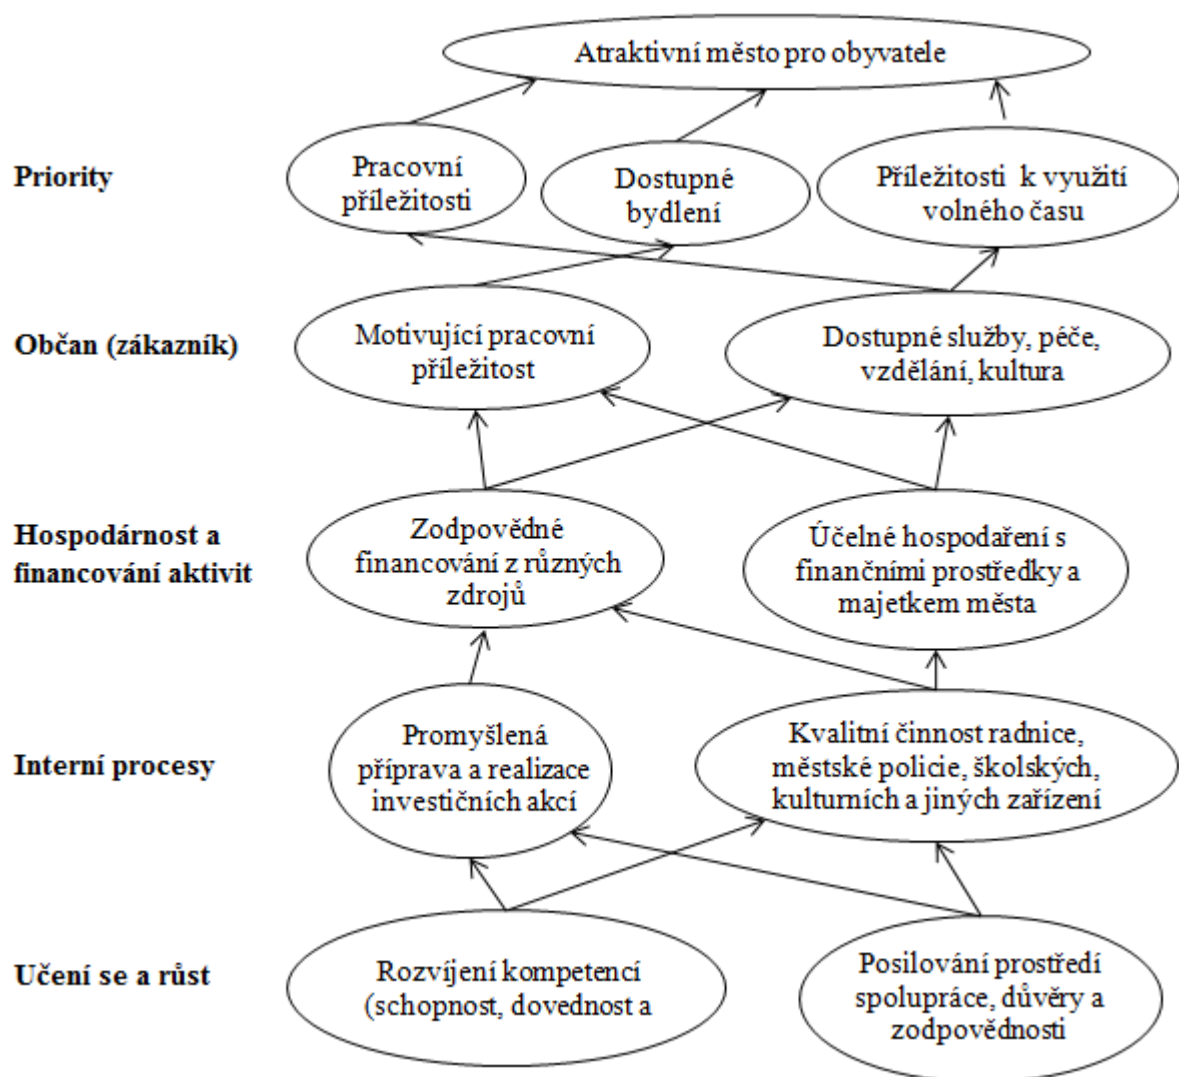 Atraktivní město pro obyvatele
Priority
Pracovní
příležitosti
Dostupné
bydlení
Příležitosti k využití
volného času
Občan (zákazník)
Motivující pracovní
příležitost
Dostupné služby, péče,
vzdělání, kultura
Hospodárnost a
financování aktivit
Zodpovědné
financování z různých
zdrojů
Účelné hospodaření s
finančními prostředky a
majetkem města
Interní procesy
Promyšlená
příprava a realizace
investičních akcí
Kvalitní činnost radnice,
městské policie, školských,
kulturních a jiných zařízení
Učení se a růst
Rozvíjení kompetencí
(schopnost, dovednost a
Posilování prostředí
spolupráce, důvěry a
zodpovědnosti